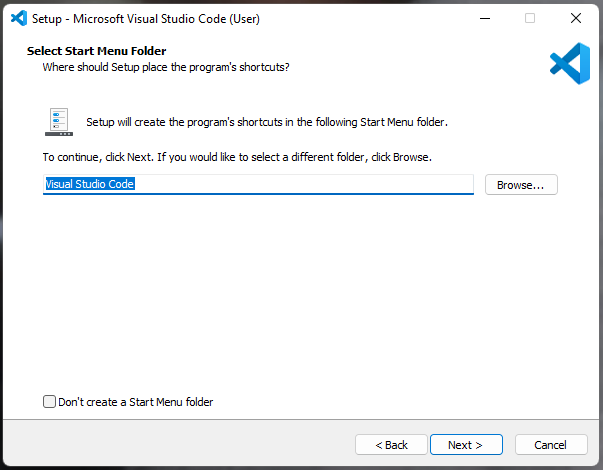 Setup - Microsoft Visual Studio Code (User)
Select Start Menu Folder
Where should Setup place the program's shortcuts?
Setup will create the program's shortcuts in the following Start Menu folder.
To continue, click Next. If you would like to select a different folder, click Browse.
Visual Studio Code
Browse...
Don't create a Start Menu folder
< Back
Next >
Cancel